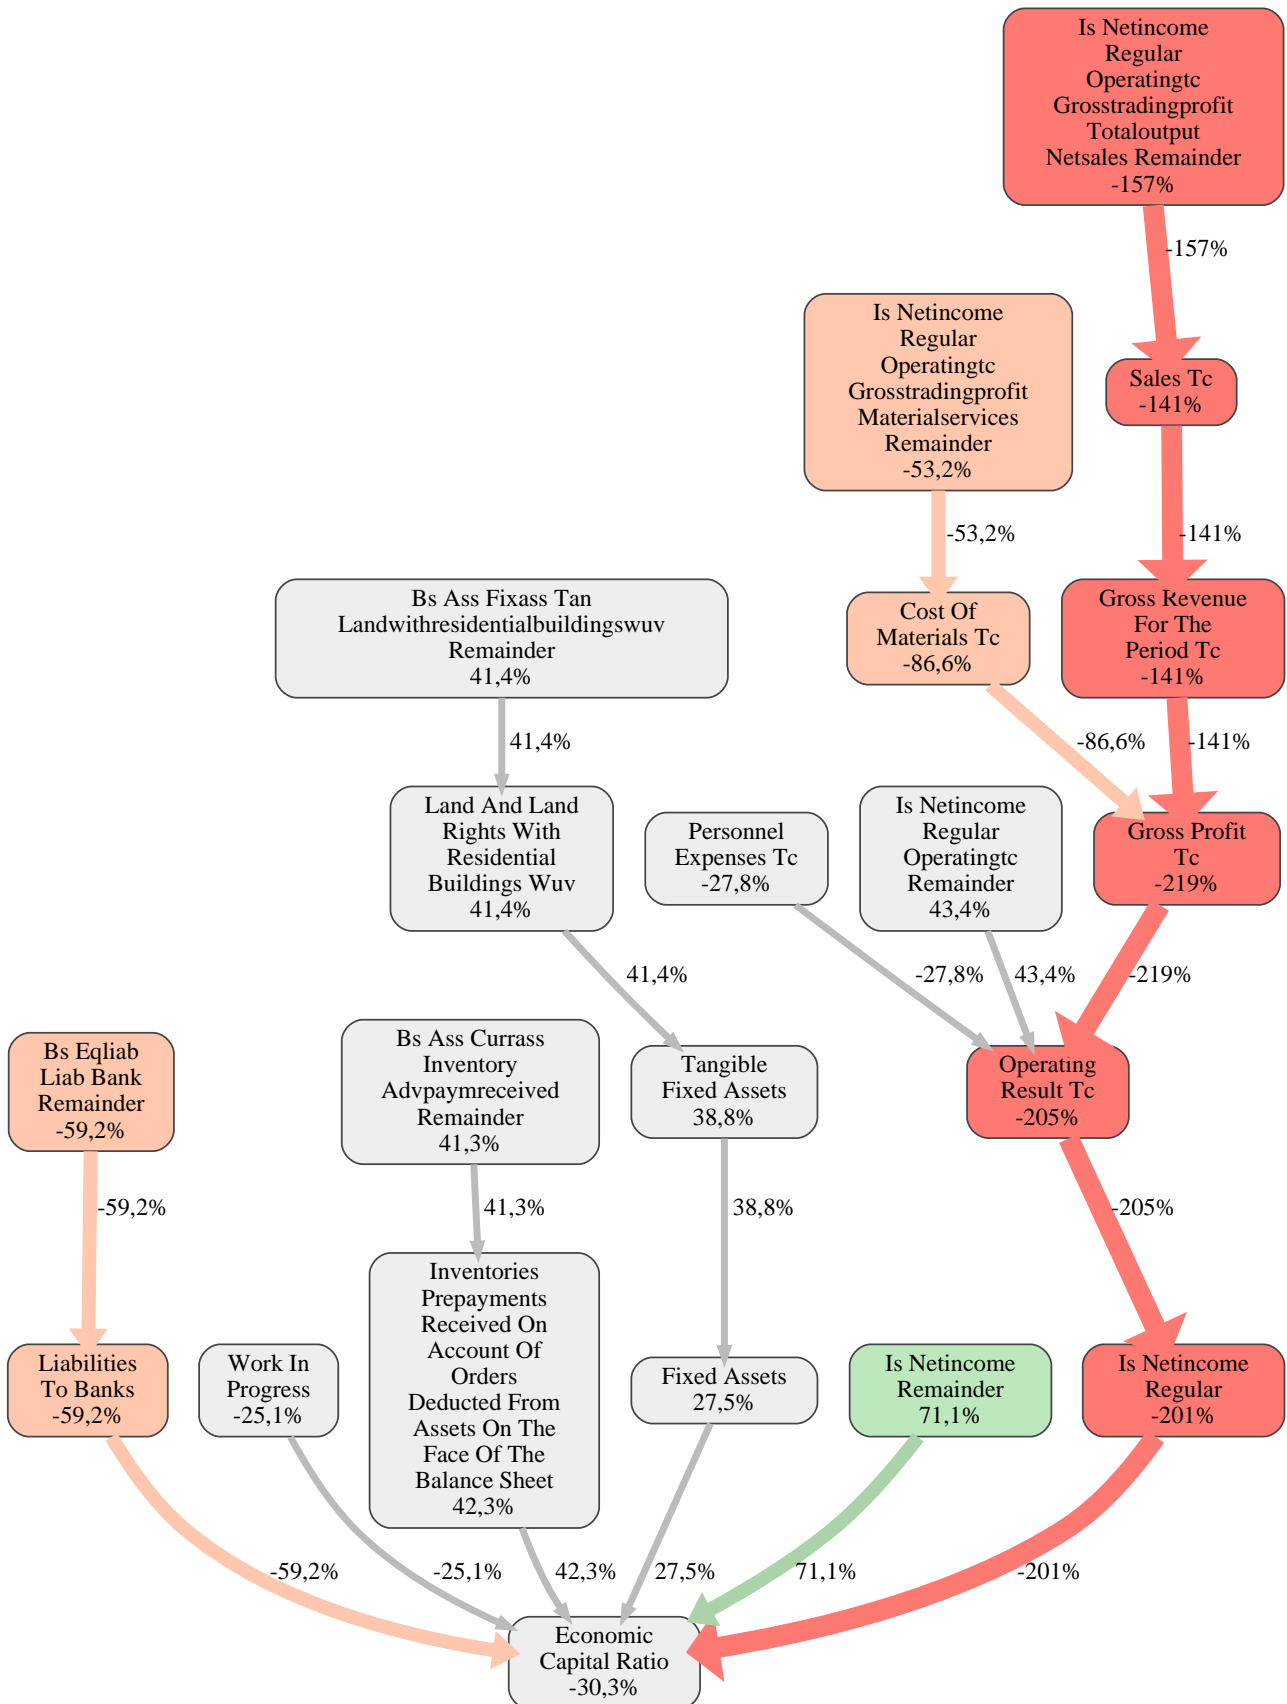 Is Netincome
Regular
Operatingtc
Grosstradingprofit
Totaloutput
Netsales Remainder
-157%
-157%
Is Netincome
Regular
Operatingtc
Grosstradingprofit
Materialservices
Remainder
-53,2%
Sales Tc
-141%
-53,2%
-141%
Bs Ass Fixass Tan
Landwithresidentialbuildingswuv
Remainder
41,4%
Cost Of
Materials Tc
-86,6%
Gross Revenue
For The
Period Tc
-141%
41,4%
-86,6%
-141%
Land And Land
Rights With
Residential
Buildings Wuv
41,4%
Personnel
Expenses Tc
-27,8%
Is Netincome
Regular
Operatingtc
Remainder
43,4%
Gross Profit
Tc
-219%
41,4%
-27,8%
43,4%
-219%
Bs Eqliab
Liab Bank
Remainder
-59,2%
Bs Ass Currass
Inventory
Advpaymreceived
Remainder
41,3%
Tangible
Fixed Assets
38,8%
Operating
Result Tc
-205%
-59,2%
41,3%
38,8%
-205%
Liabilities
To Banks
-59,2%
Work In
Progress
-25,1%
Inventories
Prepayments
Received On
Account Of
Orders
Deducted From
Assets On The
Face Of The
Balance Sheet
42,3%
Fixed Assets
27,5%
Is Netincome
Remainder
71,1%
Is Netincome
Regular
-201%
-59,2%
-25,1%
42,3%
27,5%
71,1%
-201%
Economic
Capital Ratio
-30,3%